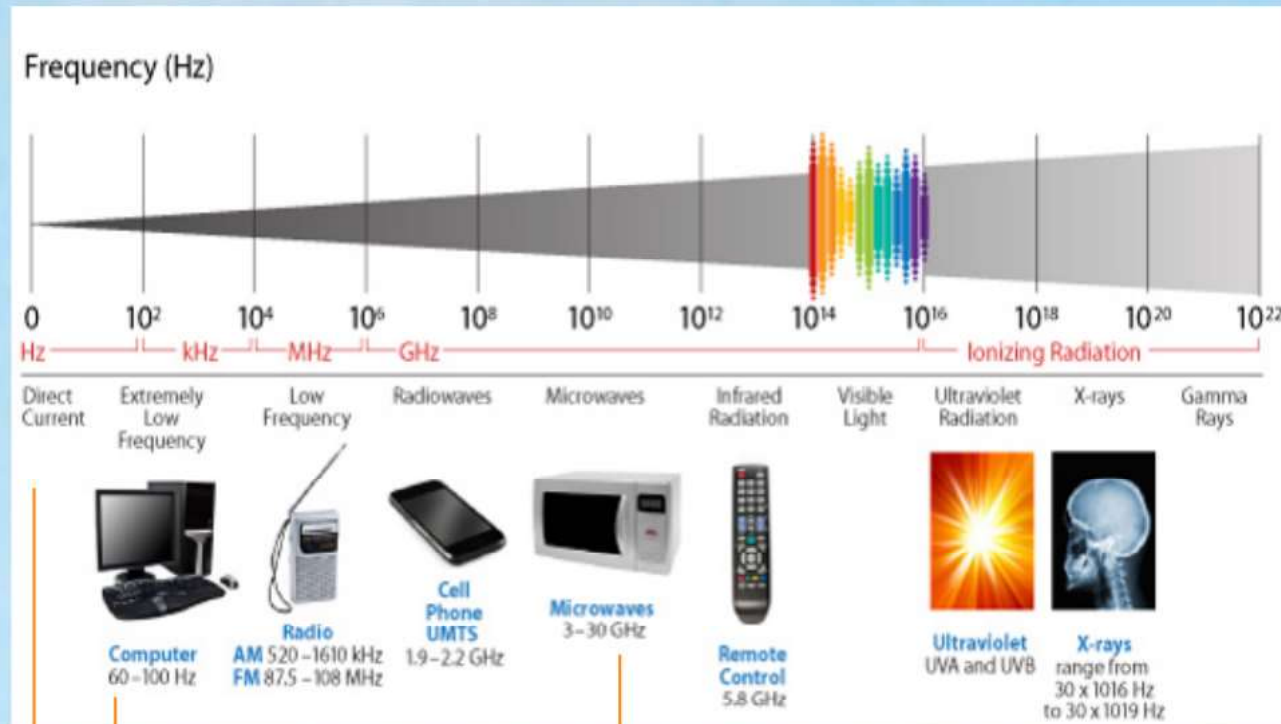 Frequency (Hz)
0 10² 10⁴ 10⁶ 10⁸ 10¹⁰ 10¹² 10¹⁴ 10¹⁶ 10¹⁸ 10²⁰ 10²²
Hz kHz MHz GHz Ionizing Radiation
Direct Extremely Low Radiowaves Microwaves Infrared Visible Ultraviolet X-rays Gamma
Current Low Frequency Radiation Light Radiation Rays
Frequency
Computer
60–100 Hz
Radio
AM 520–1610 kHz
FM 87.5–108 MHz
Cell
Phone
UMTS
1.9–2.2 GHz
Microwaves
3–30 GHz
Remote
Control
5.8 GHz
Ultraviolet
UVA and UVB
X-rays
range from
30 x 1016 Hz
to 30 x 1019 Hz